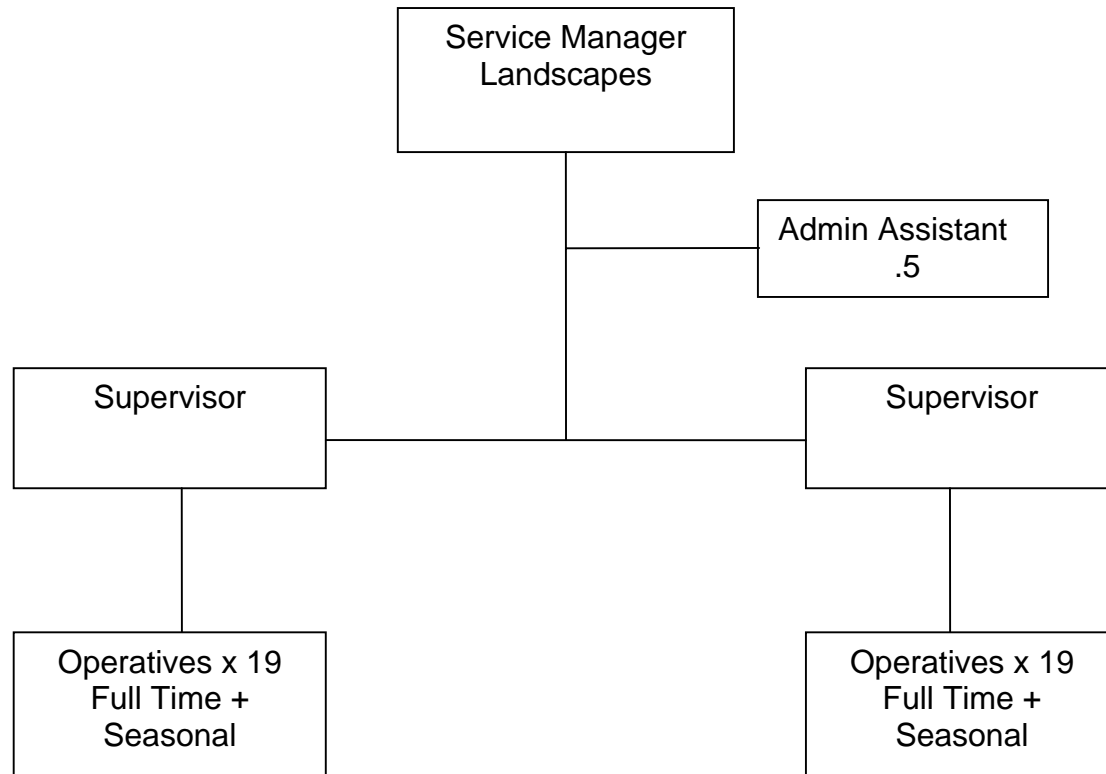 Service Manager
Landscapes
Admin Assistant
.5
Supervisor
Supervisor
Operatives x 19
Full Time +
Seasonal
Operatives x 19
Full Time +
Seasonal